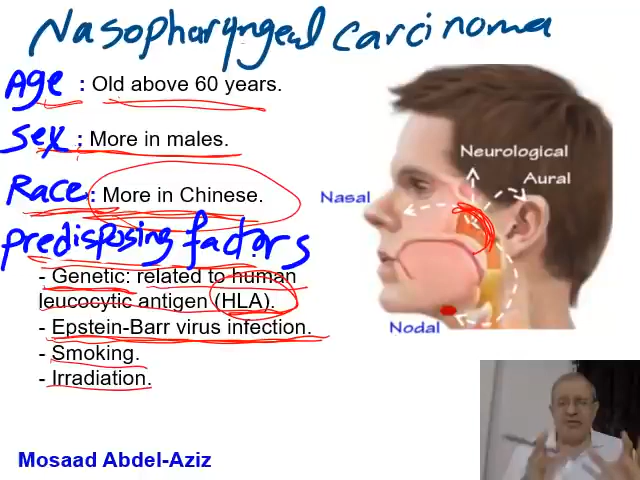 Nasopharyngeal carcinoma
Age : Old above 60 years.
Sex : More in males.
Race : More in Chinese.
Predisposing factors
- Genetic: related to human
leucocytic antigen (HLA).
- Epstein-Barr virus infection.
- Smoking.
- Irradiation.
Neurological
Aural
Nasal
Nodal
Mosaad Abdel-Aziz